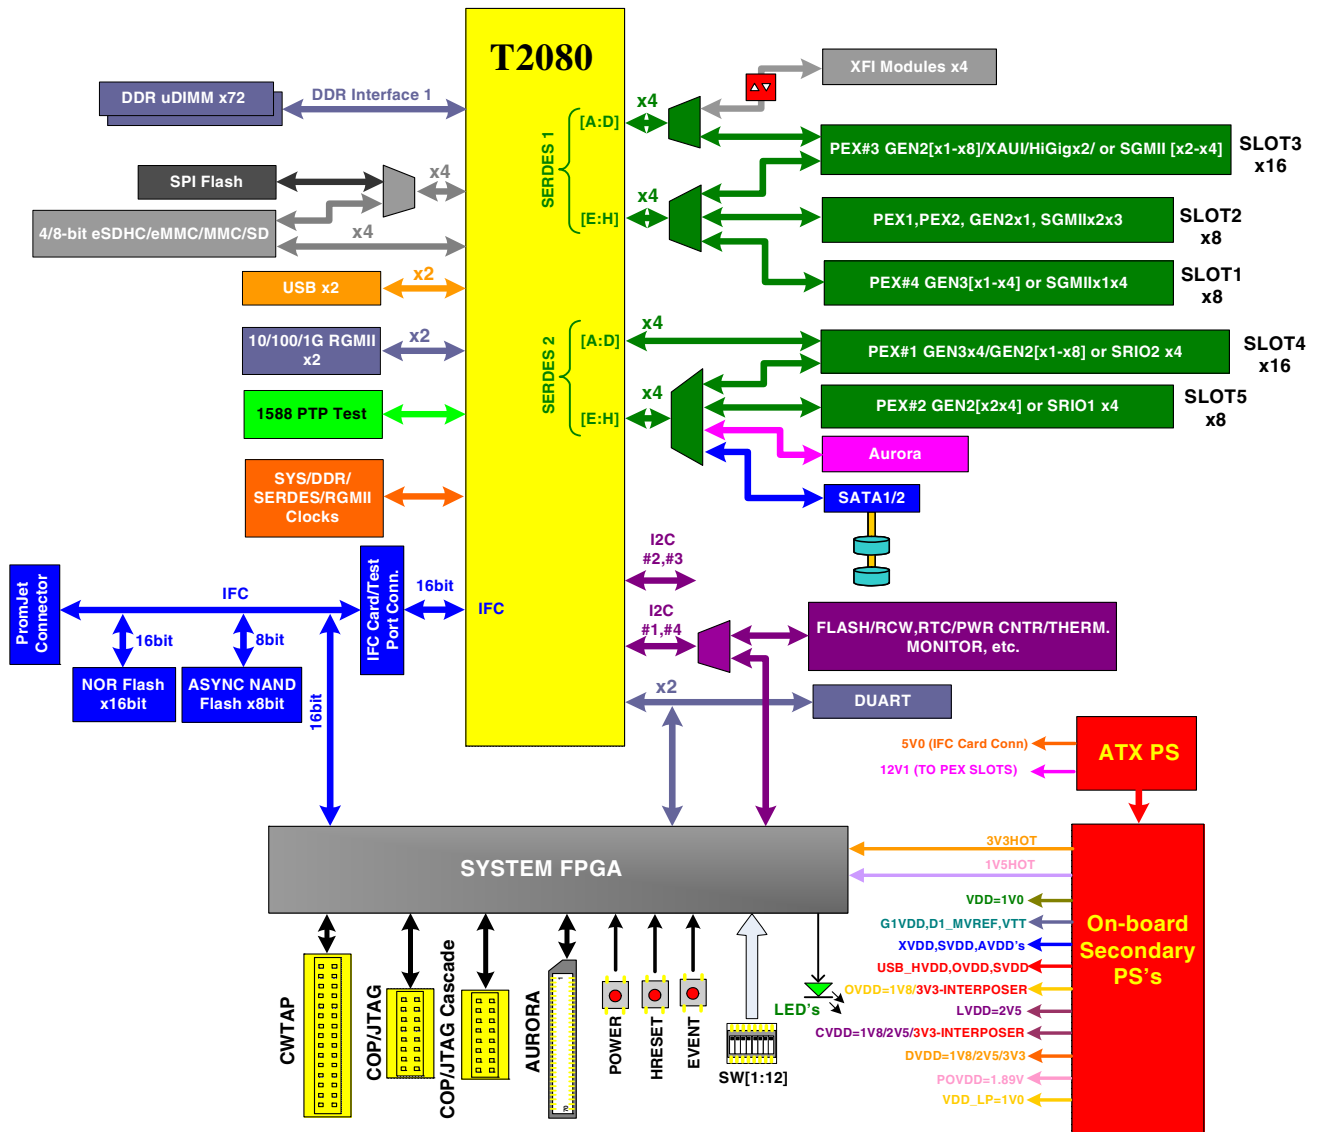 T2080
DDR uDIMM x72
DDR Interface 1
SPI Flash
x4
4/8-bit eSDHC/eMMC/MMC/SD
x4
USB x2
x2
10/100/1G RGMII
x2
x2
1588 PTP Test
SYS/DDR/
SERDES/RGMII
Clocks
PromJet
Connector
IFC
IFC Card/Test
Port Conn.
16bit
IFC
16bit
8bit
16bit
NOR Flash
x16bit
ASYNC NAND
Flash x8bit
SERDES 1
[A:D]
[E:H]
x4
x4
XFI Modules x4
PEX#3 GEN2[x1-x8]/XAUI/HiGigx2/ or SGMII [x2-x4]
SLOT3
x16
PEX1,PEX2, GEN2x1, SGMIIx2x3
SLOT2
x8
PEX#4 GEN3[x1-x4] or SGMIIx1x4
SLOT1
x8
SERDES 2
[A:D]
[E:H]
x4
x4
PEX#1 GEN3x4/GEN2[x1-x8] or SRIO2 x4
SLOT4
x16
PEX#2 GEN2[x2x4] or SRIO1 x4
SLOT5
x8
Aurora
SATA1/2
I2C
#2,#3
I2C
#1,#4
FLASH/RCW,RTC/PWR CNTR/THERM.
MONITOR, etc.
x2
DUART
5V0 (IFC Card Conn)
12V1 (TO PEX SLOTS)
ATX PS
SYSTEM FPGA
3V3HOT
1V5HOT
VDD=1V0
G1VDD,D1_MVREF,VTT
XVDD,SVDD,AVDD's
USB_HVDD,OVDD,SVDD
OVDD=1V8/3V3-INTERPOSER
LVDD=2V5
CVDD=1V8/2V5/3V3-INTERPOSER
DVDD=1V8/2V5/3V3
POVDD=1.89V
VDD_LP=1V0
On-board
Secondary
PS's
CWTAP
COP/JTAG
COP/JTAG Cascade
AURORA
1
70
POWER
HRESET
EVENT
SW[1:12]
LED's